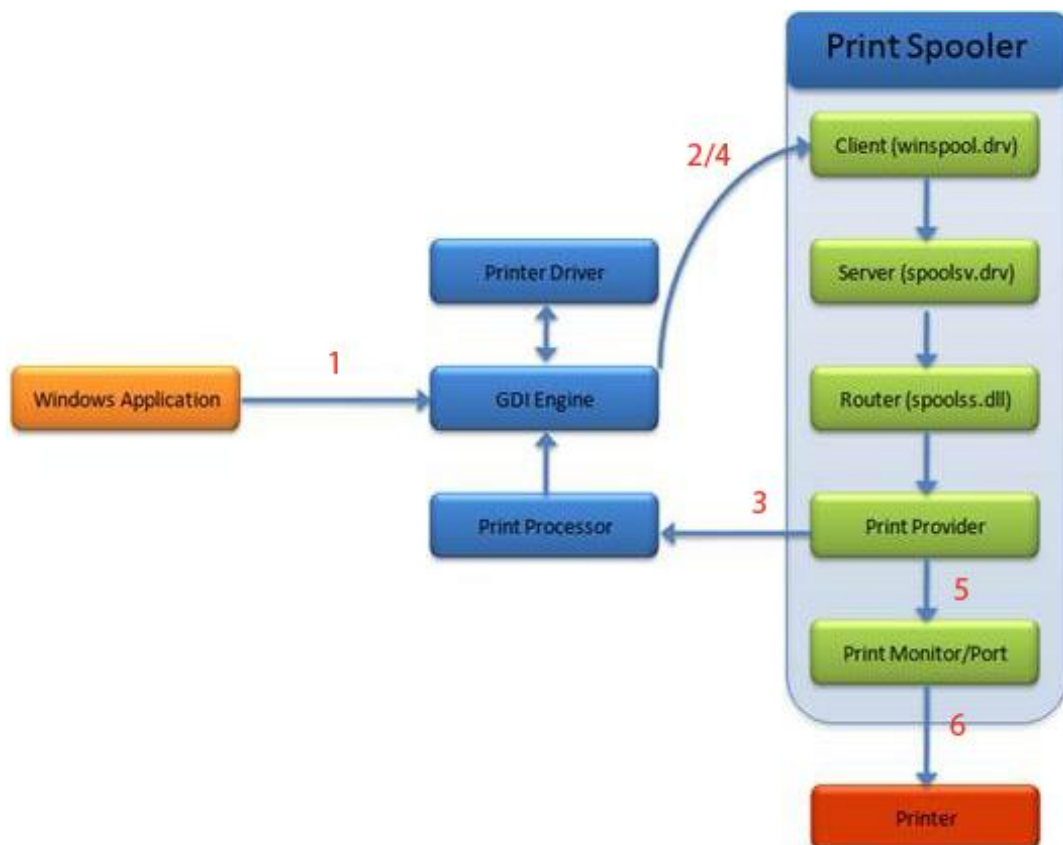 Print Spooler
Client (winspool.drv)
2/4
Printer Driver
Server (spoolsv.drv)
1
Windows Application
GDI Engine
Router (spoolss.dll)
3
Print Processor
Print Provider
5
Print Monitor/Port
6
Printer